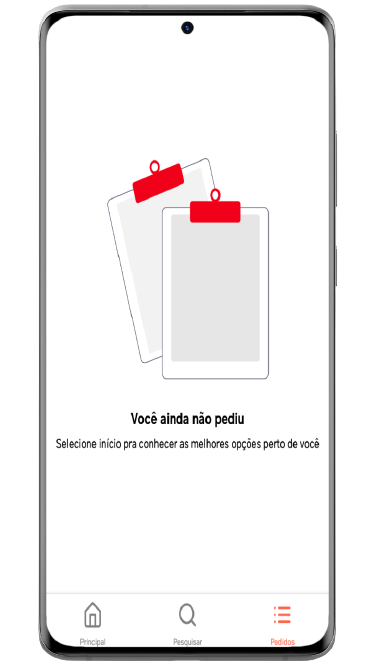 Você ainda não pediu
Selecione início pra conhecer as melhores opções perto de você
Principal
Pesquisar
Pedidos